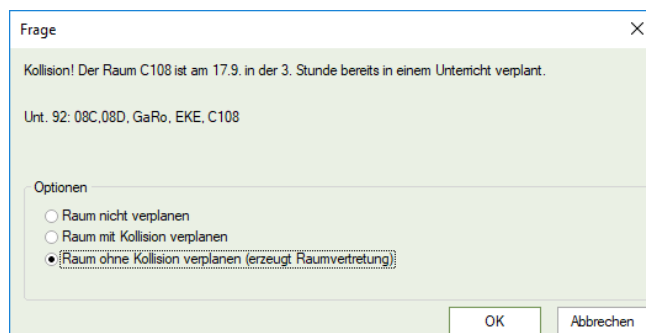 Frage
Kollision! Der Raum C108 ist am 17.9. in der 3. Stunde bereits in einem Unterricht verplant.
Unt. 92: 08C,08D, GaRo, EKE, C108
Optionen
Raum nicht verplanen
Raum mit Kollision verplanen
Raum ohne Kollision verplanen (erzeugt Raumvertretung)
OK Abbrechen